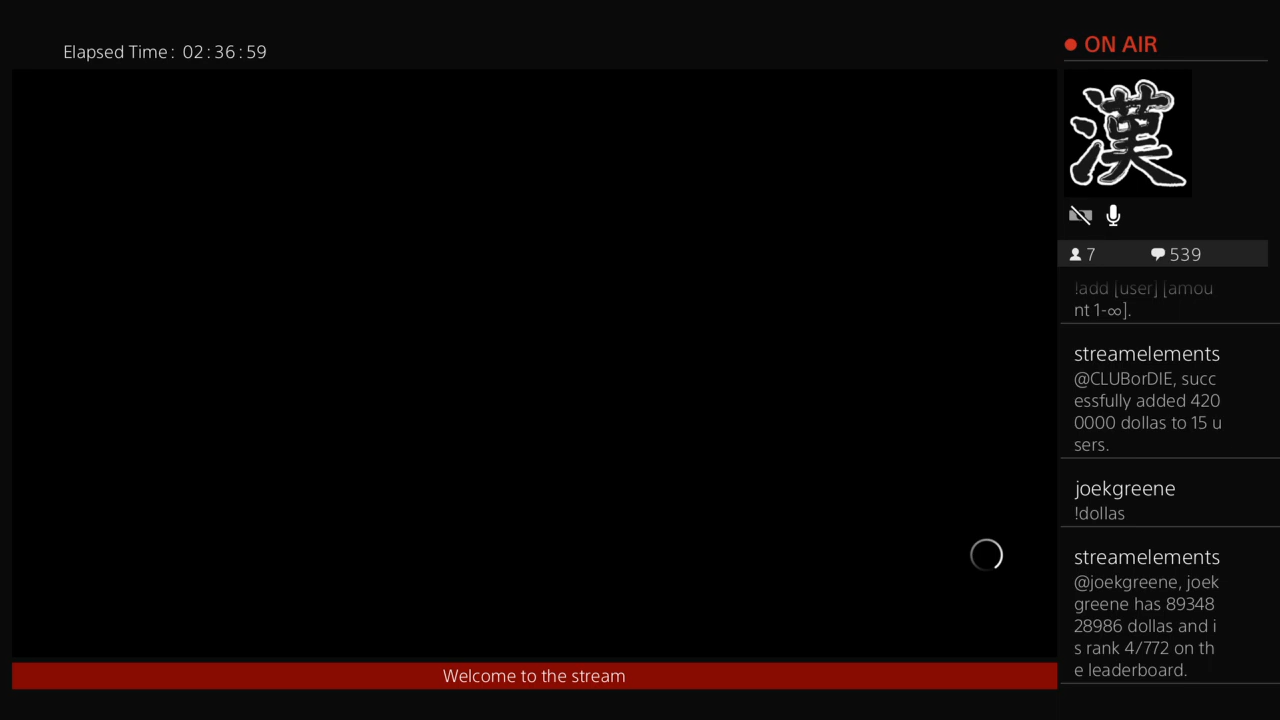 Elapsed Time: 02:36:59
ON AIR
漢
7 539
!add [user] [amou
nt 1-∞].
streamelements
@CLUBorDIE, succ
essfully added 420
0000 dollas to 15 u
sers.
joekgreene
!dollas
streamelements
@joekgreene, joek
greene has 89348
28986 dollas and i
s rank 4/772 on th
e leaderboard.
Welcome to the stream